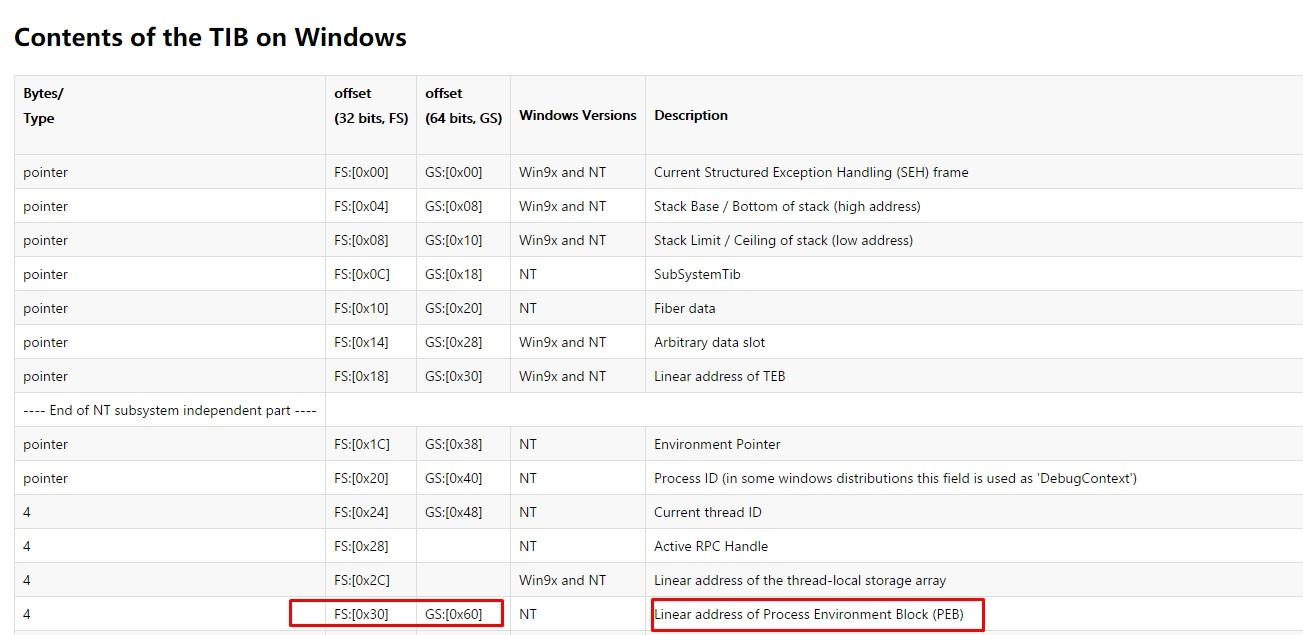 Contents of the TIB on Windows
Bytes/ Type offset (32 bits, FS) offset (64 bits, GS) Windows Versions Description
pointer FS:[0x00] GS:[0x00] Win9x and NT Current Structured Exception Handling (SEH) frame
pointer FS:[0x04] GS:[0x08] Win9x and NT Stack Base / Bottom of stack (high address)
pointer FS:[0x08] GS:[0x10] Win9x and NT Stack Limit / Ceiling of stack (low address)
pointer FS:[0x0C] GS:[0x18] NT SubSystemTib
pointer FS:[0x10] GS:[0x20] NT Fiber data
pointer FS:[0x14] GS:[0x28] Win9x and NT Arbitrary data slot
pointer FS:[0x18] GS:[0x30] Win9x and NT Linear address of TEB
---- End of NT subsystem independent part ----
pointer FS:[0x1C] GS:[0x38] NT Environment Pointer
pointer FS:[0x20] GS:[0x40] NT Process ID (in some windows distributions this field is used as 'DebugContext')
4 FS:[0x24] GS:[0x48] NT Current thread ID
4 FS:[0x28] NT Active RPC Handle
4 FS:[0x2C] Win9x and NT Linear address of the thread-local storage array
4 FS:[0x30] GS:[0x60] NT Linear address of Process Environment Block (PEB)